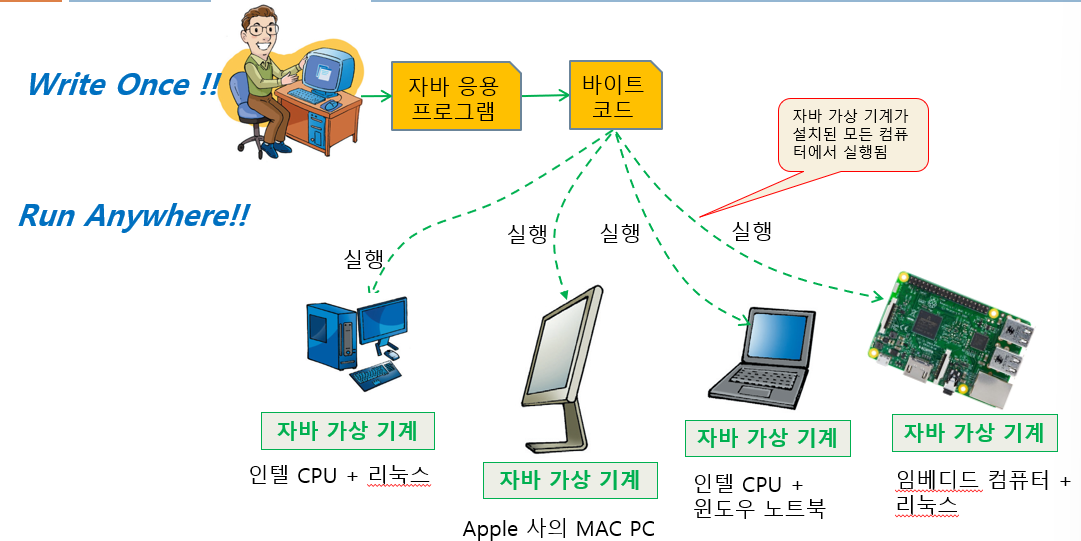 Write Once !!
자바 응용
프로그램
바이트
코드
자바 가상 기계가
설치된 모든 컴퓨
터에서 실행됨
Run Anywhere!!
실행
실행
실행
실행
자바 가상 기계
인텔 CPU + 리눅스
자바 가상 기계
Apple 사의 MAC PC
자바 가상 기계
인텔 CPU +
윈도우 노트북
자바 가상 기계
임베디드 컴퓨터 +
리눅스